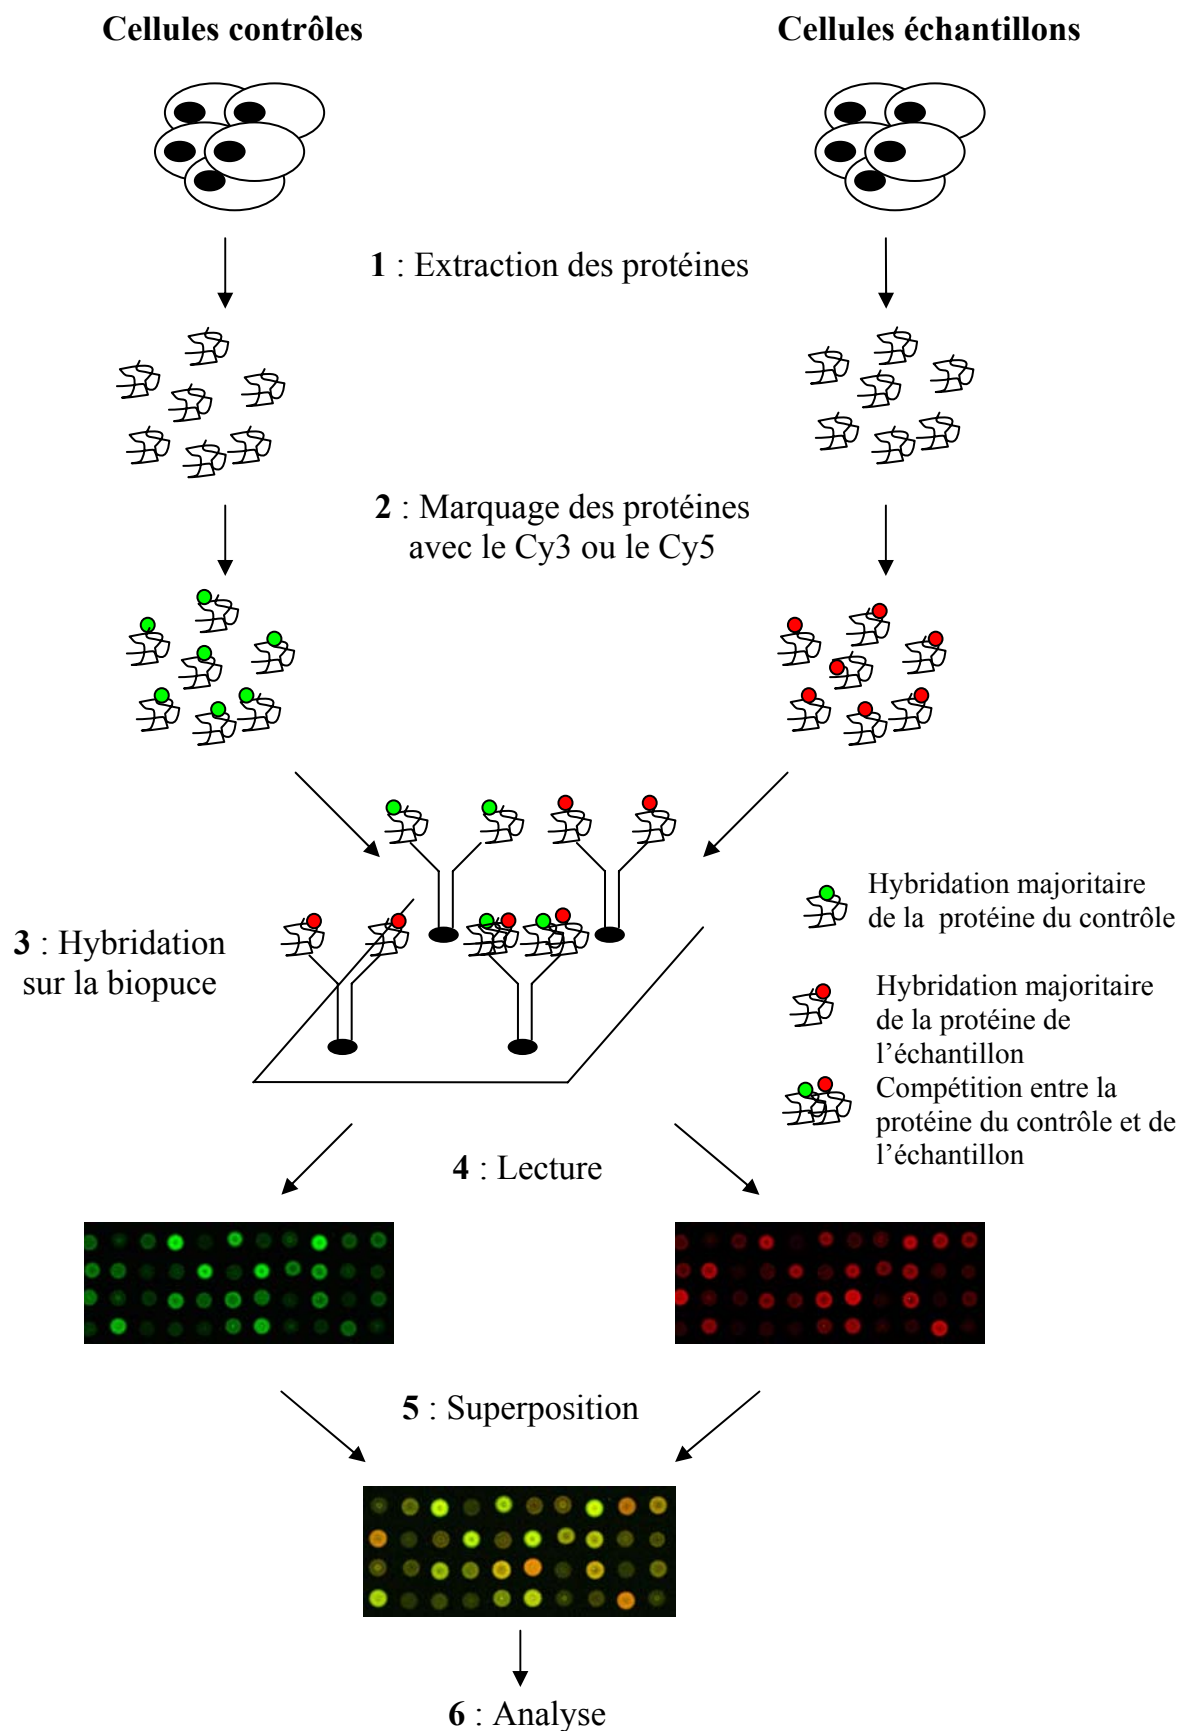 Cellules contrôles
Cellules échantillons
1 : Extraction des protéines
2 : Marquage des protéines
avec le Cy3 ou le Cy5
3 : Hybridation
sur la biopuce
Hybridation majoritaire
de la protéine du contrôle
Hybridation majoritaire
de la protéine de
l’échantillon
Compétition entre la
protéine du contrôle et de
l’échantillon
4 : Lecture
5 : Superposition
6 : Analyse